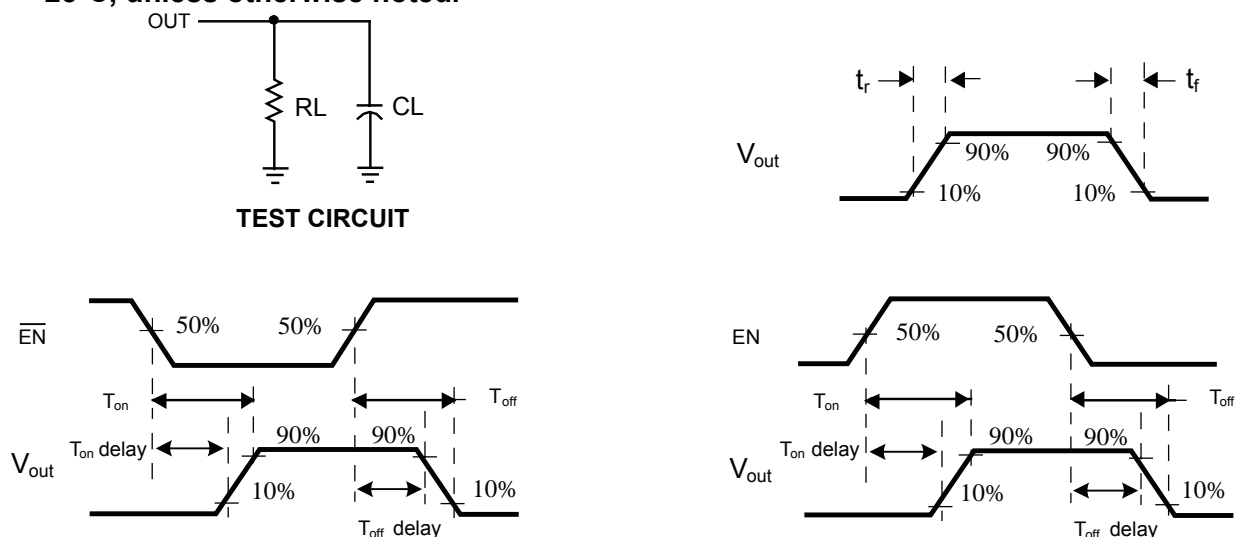 OUT
RL
CL
TEST CIRCUIT
tr
tf
Vout
90%
90%
10%
10%
EN
50%
50%
Ton
Toff
Ton delay
90%
90%
Vout
10%
10%
Toff delay
EN
50%
50%
Ton
Toff
Ton delay
90%
90%
Vout
10%
10%
Toff delay